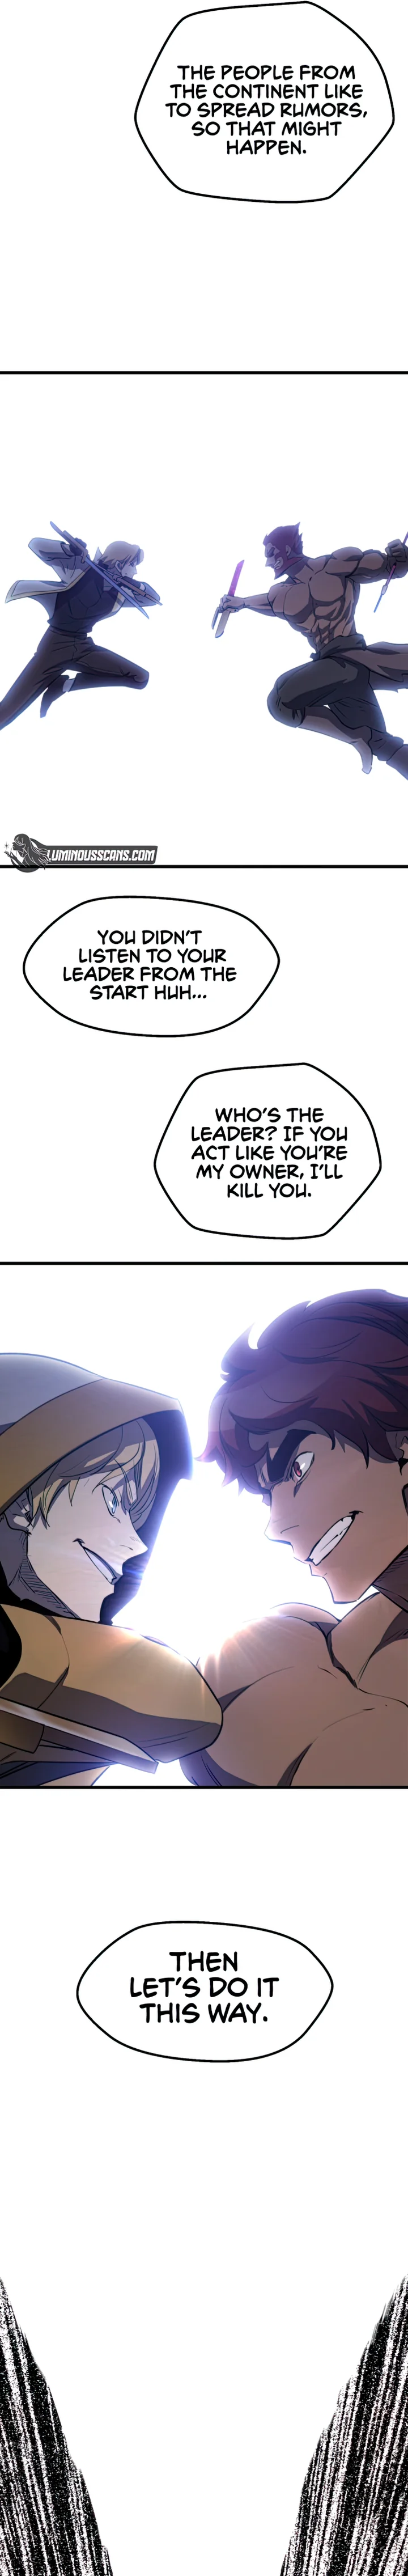 THE PEOPLE FROM
THE CONTINENT LIKE
TO SPREAD RUMORS,
SO THAT MIGHT
HAPPEN.
LUMINOUSSCANS.COM
YOU DIDN'T
LISTEN TO YOUR
LEADER FROM THE
START HUH...
WHO'S THE
LEADER? IF YOU
ACT LIKE YOU'RE
MY OWNER, I'LL
KILL YOU.
THEN
LET'S DO IT
THIS WAY.